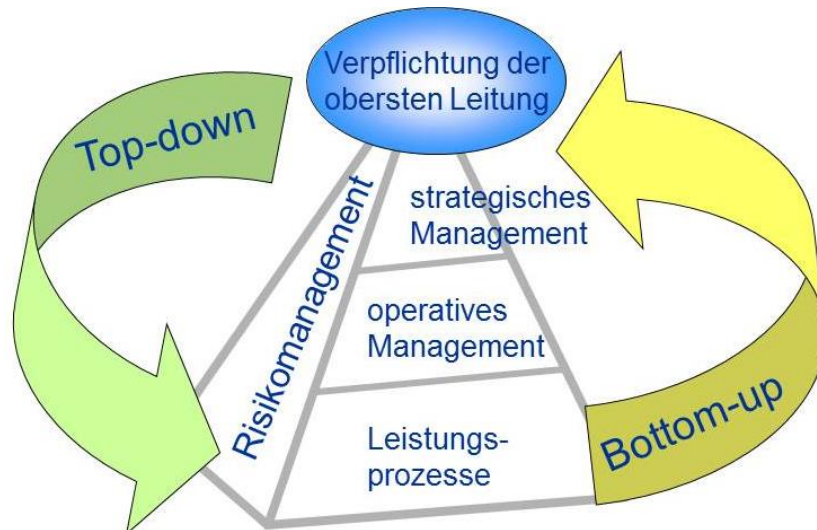 Verpflichtung der
obersten Leitung
Top-down
Risikomanagement
strategisches
Management
operatives
Management
Leistungs-
prozesse
Bottom-up